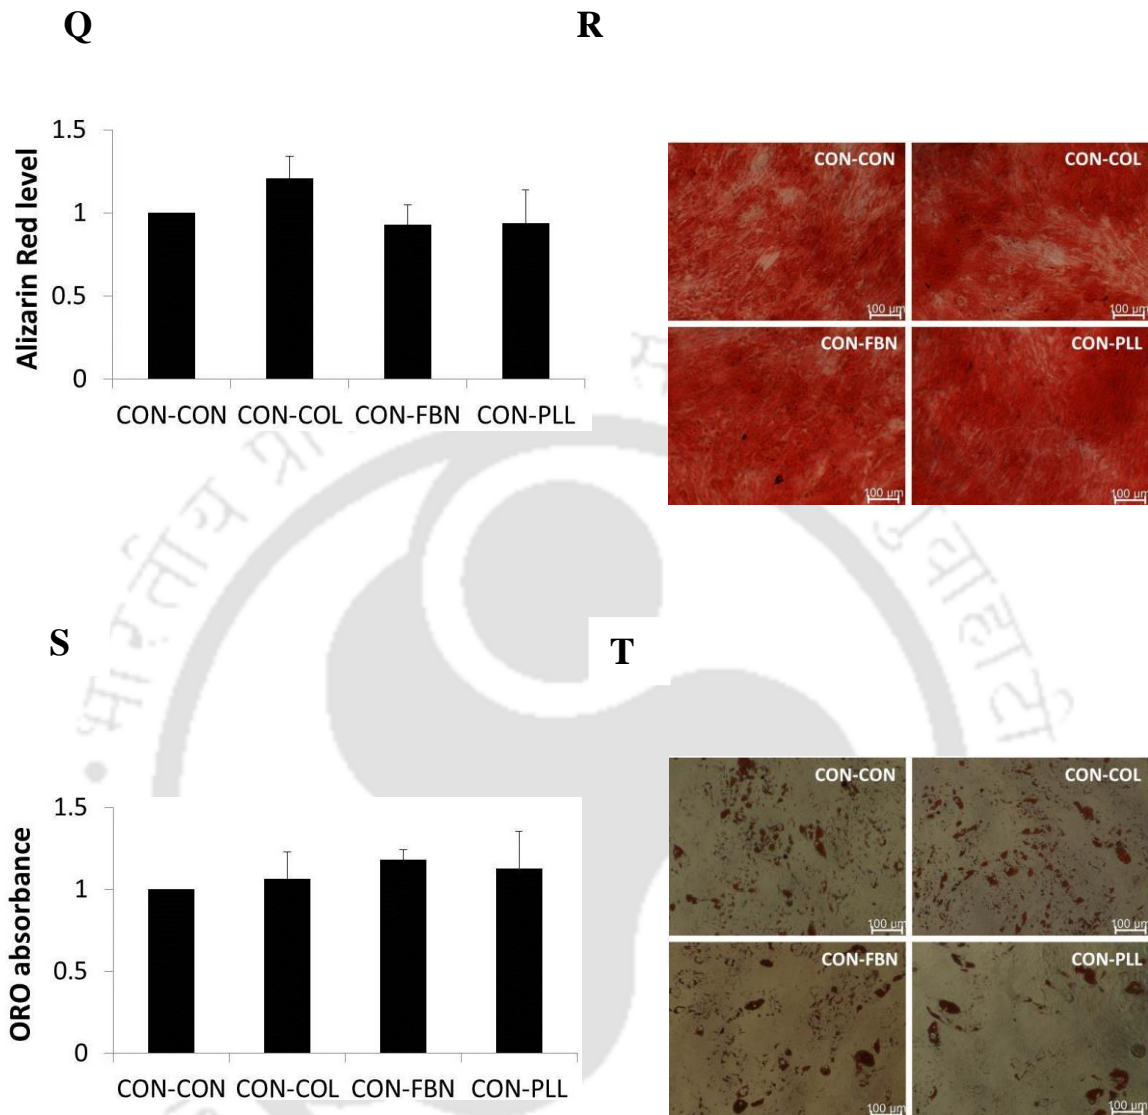 Q
R
Alizarin Red level
1.5
1
0.5
0
CON-CON CON-COL CON-FBN CON-PLL
CON-CON
100 µm
CON-COL
100 µm
CON-FBN
100 µm
CON-PLL
100 µm
भारतीय
S
T
ORO absorbance
1.5
1
0.5
0
CON-CON CON-COL CON-FBN CON-PLL
CON-CON
100 µm
CON-COL
100 µm
CON-FBN
100 µm
CON-PLL
100 µm